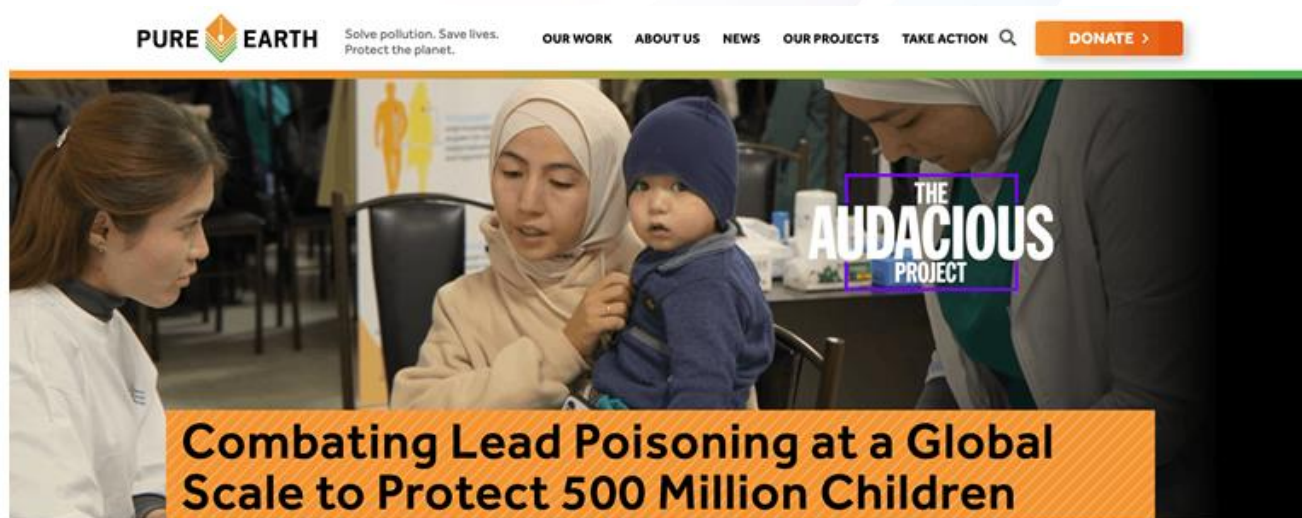 PURE EARTH
Solve pollution. Save lives.
Protect the planet.
OUR WORK ABOUT US NEWS OUR PROJECTS TAKE ACTION DONATE >
THE
AUDACIOUS
PROJECT
Combating Lead Poisoning at a Global
Scale to Protect 500 Million Children